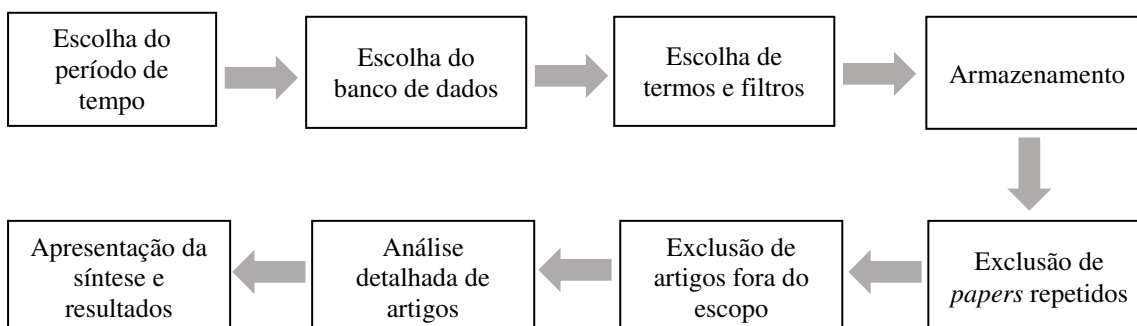 Escolha do
período de
tempo
Escolha do
banco de dados
Escolha de
termos e filtros
Armazenamento
Exclusão de
papers repetidos
Exclusão de
artigos fora do
escopo
Análise
detalhada de
artigos
Apresentação da
síntese e
resultados